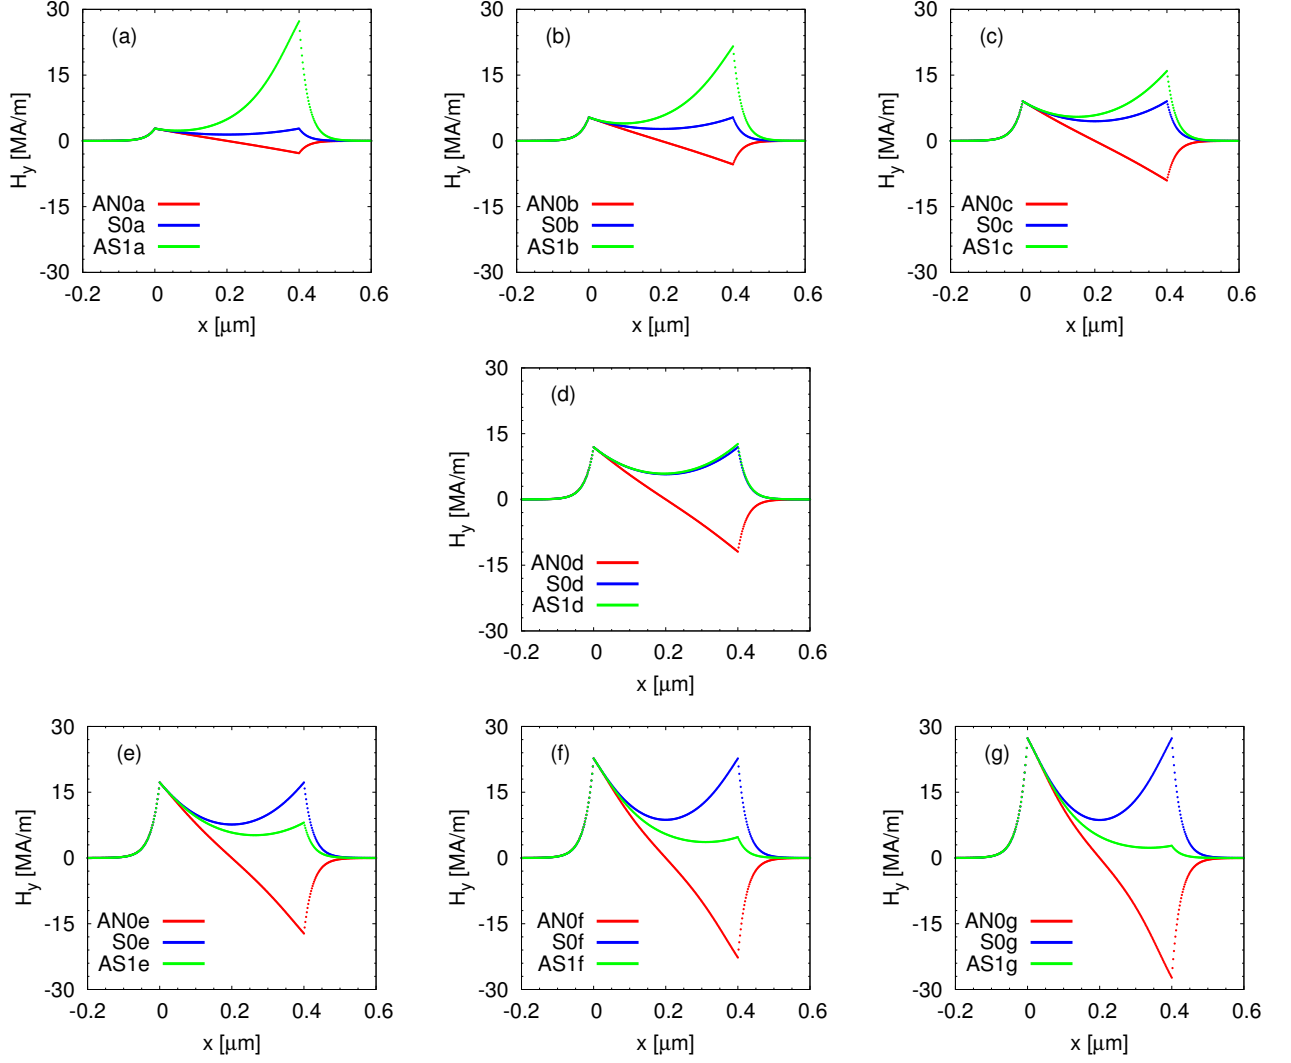 (a)
30
15
0
-15
-30
H_y [MA/m]
AN0a
S0a
AS1a
-0.2 0 0.2 0.4 0.6
x [μm]
(b)
30
15
0
-15
-30
H_y [MA/m]
AN0b
S0b
AS1b
-0.2 0 0.2 0.4 0.6
x [μm]
(c)
30
15
0
-15
-30
H_y [MA/m]
AN0c
S0c
AS1c
-0.2 0 0.2 0.4 0.6
x [μm]
(d)
30
15
0
-15
-30
H_y [MA/m]
AN0d
S0d
AS1d
-0.2 0 0.2 0.4 0.6
x [μm]
(e)
30
15
0
-15
-30
H_y [MA/m]
AN0e
S0e
AS1e
-0.2 0 0.2 0.4 0.6
x [μm]
(f)
30
15
0
-15
-30
H_y [MA/m]
AN0f
S0f
AS1f
-0.2 0 0.2 0.4 0.6
x [μm]
(g)
30
15
0
-15
-30
H_y [MA/m]
AN0g
S0g
AS1g
-0.2 0 0.2 0.4 0.6
x [μm]